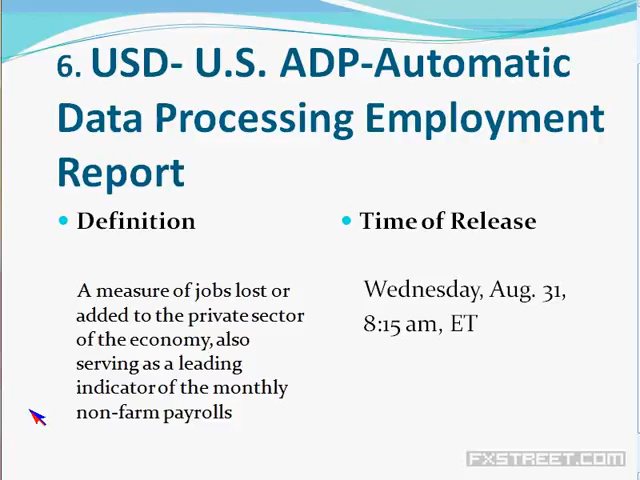 6. USD- U.S. ADP-Automatic
Data Processing Employment
Report
Definition
A measure of jobs lost or
added to the private sector
of the economy, also
serving as a leading
indicator of the monthly
non-farm payrolls
Time of Release
Wednesday, Aug. 31,
8:15 am, ET
FXSTREET.COM